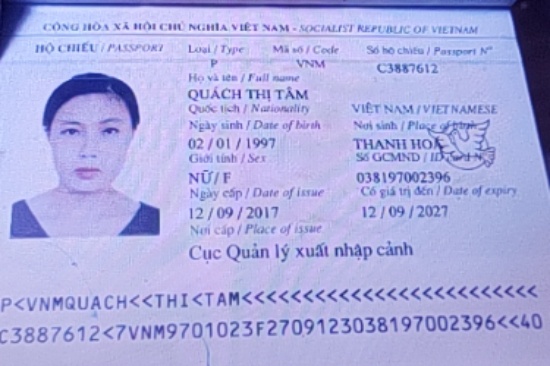 CỘNG HÒA XÃ HỘI CHỦ NGHĨA VIỆT NAM - SOCIALIST REPUBLIC OF VIETNAM
HỘ CHIẾU / PASSPORT Loại / Type Mã số / Code Số hộ chiếu / Passport Nº
P VNM C3887612
Họ và tên / Full name
QUÁCH THỊ TÂM
Quốc tịch / Nationality VIỆT NAM / VIETNAMESE
Ngày sinh / Date of birth Nơi sinh / Place of birth
02 / 01 / 1997 THANH HOÁ
Giới tính / Sex Số GCMND / ID card Nº
NỮ / F 038197002396
Ngày cấp / Date of issue Có giá trị đến / Date of expiry
12 / 09 / 2017 12 / 09 / 2027
Nơi cấp / Place of issue
Cục Quản lý xuất nhập cảnh
P<VNMQUACH<<THI<TAM<<<<<<<<<<<<<<<<<<<<<<<<<
C3887612<7VNM9701023F2709123038197002396<<40